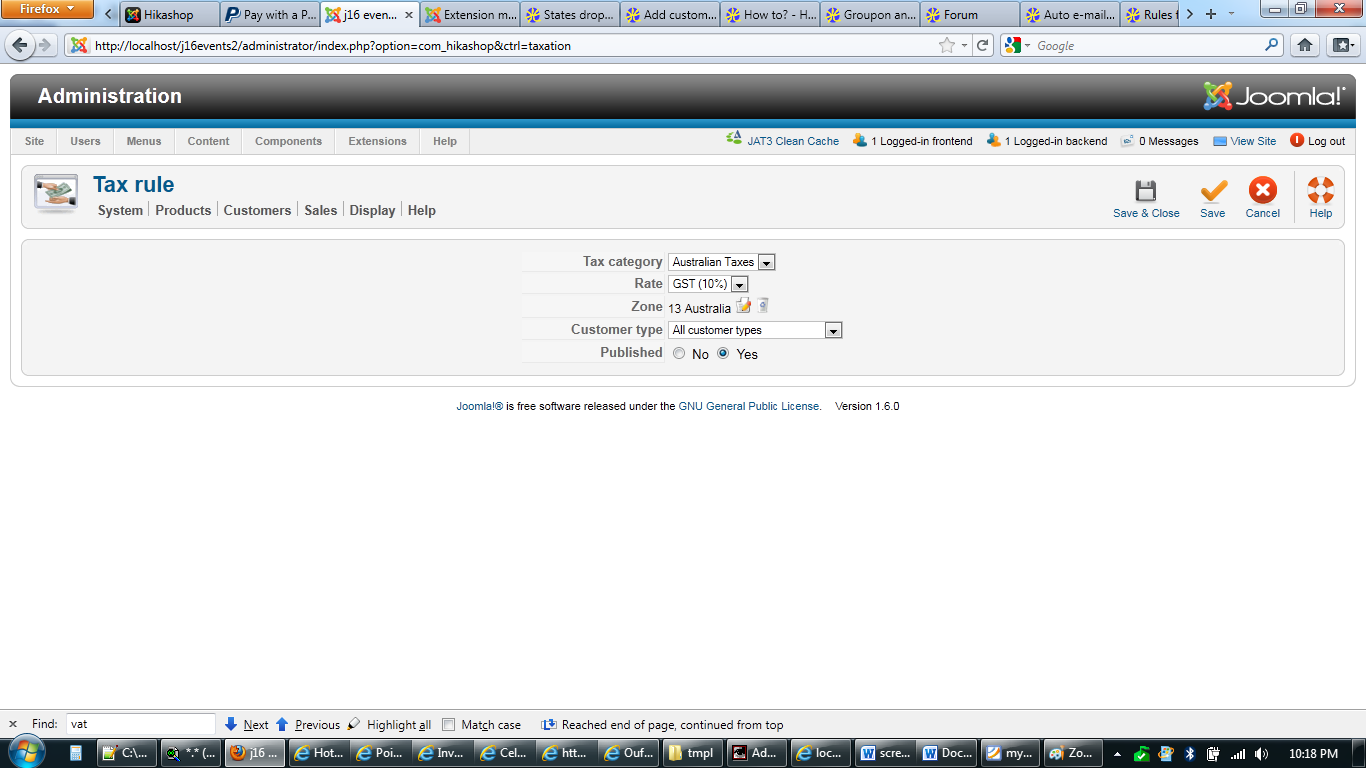 Firefox
Hikashop
Pay with a P...
j16 even...
Extension m...
States drop...
Add custom...
How to? - H...
Groupon an...
Forum
Auto e-mail...
Rules
http://localhost/j16events2/administrator/index.php?option=com_hikashop&ctrl=taxation
Google
Administration
Joomla!
Site Users Menus Content Components Extensions Help
JAT3 Clean Cache 1 Logged-in frontend 1 Logged-in backend 0 Messages View Site Log out
Tax rule
System Products Customers Sales Display Help
Save & Close Save Cancel Help
Tax category Australian Taxes
Rate GST (10%)
Zone 13 Australia
Customer type All customer types
Published No Yes
Joomla!® is free software released under the GNU General Public License. Version 1.6.0
Find: vat Next Previous Highlight all Match case Reached end of page, continued from top
C:\... *.* (... j16 ... Hot... Poi... Inv... Cel... htt... Ouf... tmpl Ad... loc... scre... Doc... my... Zo... 10:18 PM